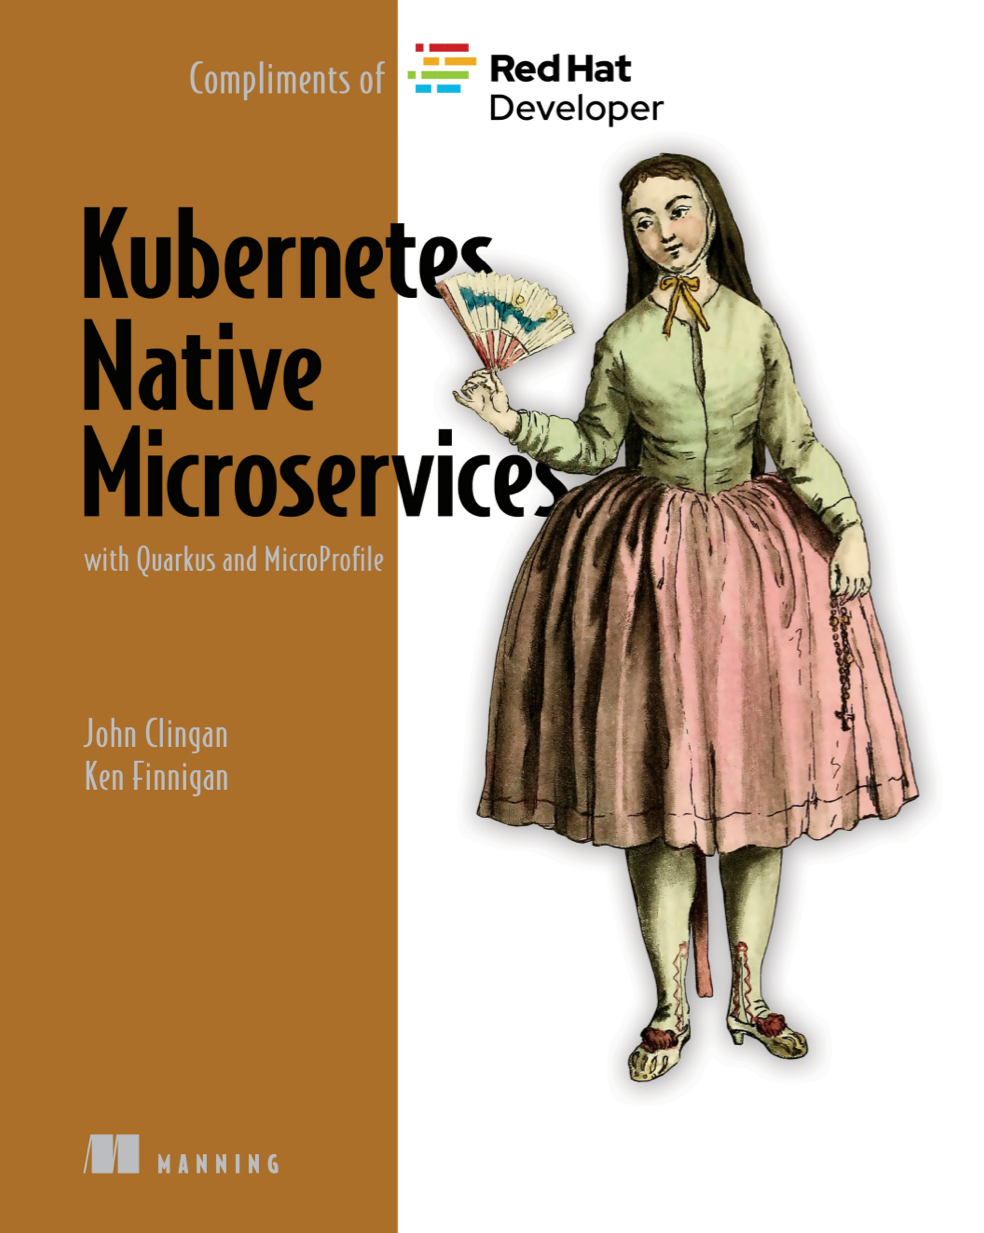 Compliments of
Red Hat
Developer
Kubernetes
Native
Microservices
with Quarkus and MicroProfile
John Clingan
Ken Finnigan
MANNING